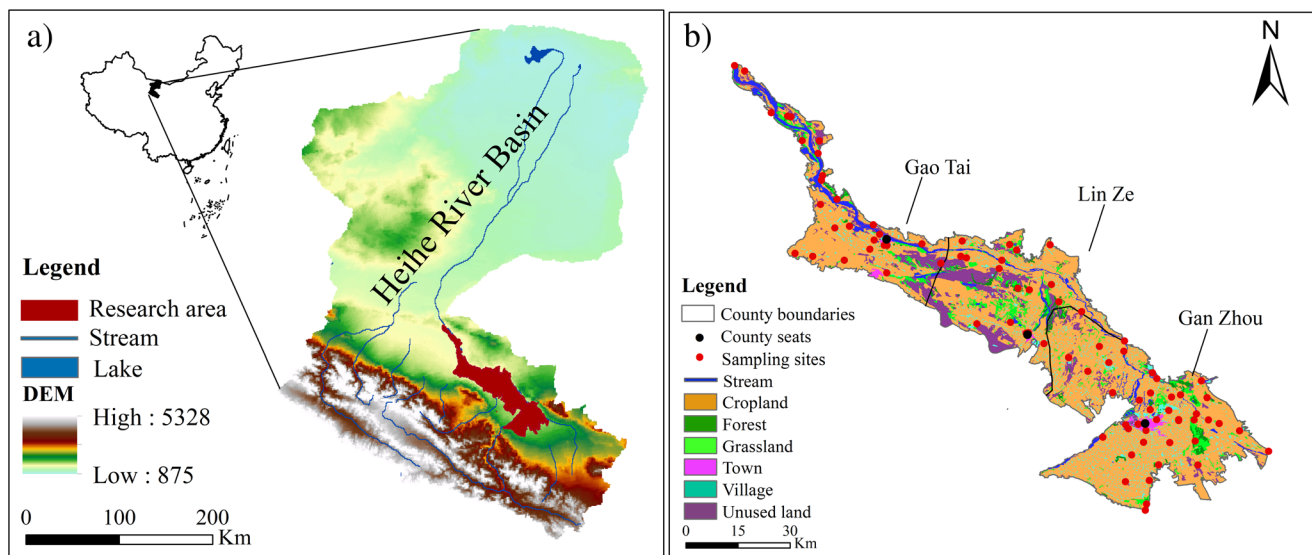 a)
Heihe River Basin
Legend
Research area
Stream
Lake
DEM
High : 5328
Low : 875
0 100 200
Km
b)
N
Gao Tai
Lin Ze
Gan Zhou
Legend
County boundaries
County seats
Sampling sites
Stream
Cropland
Forest
Grassland
Town
Village
Unused land
0 15 30
Km